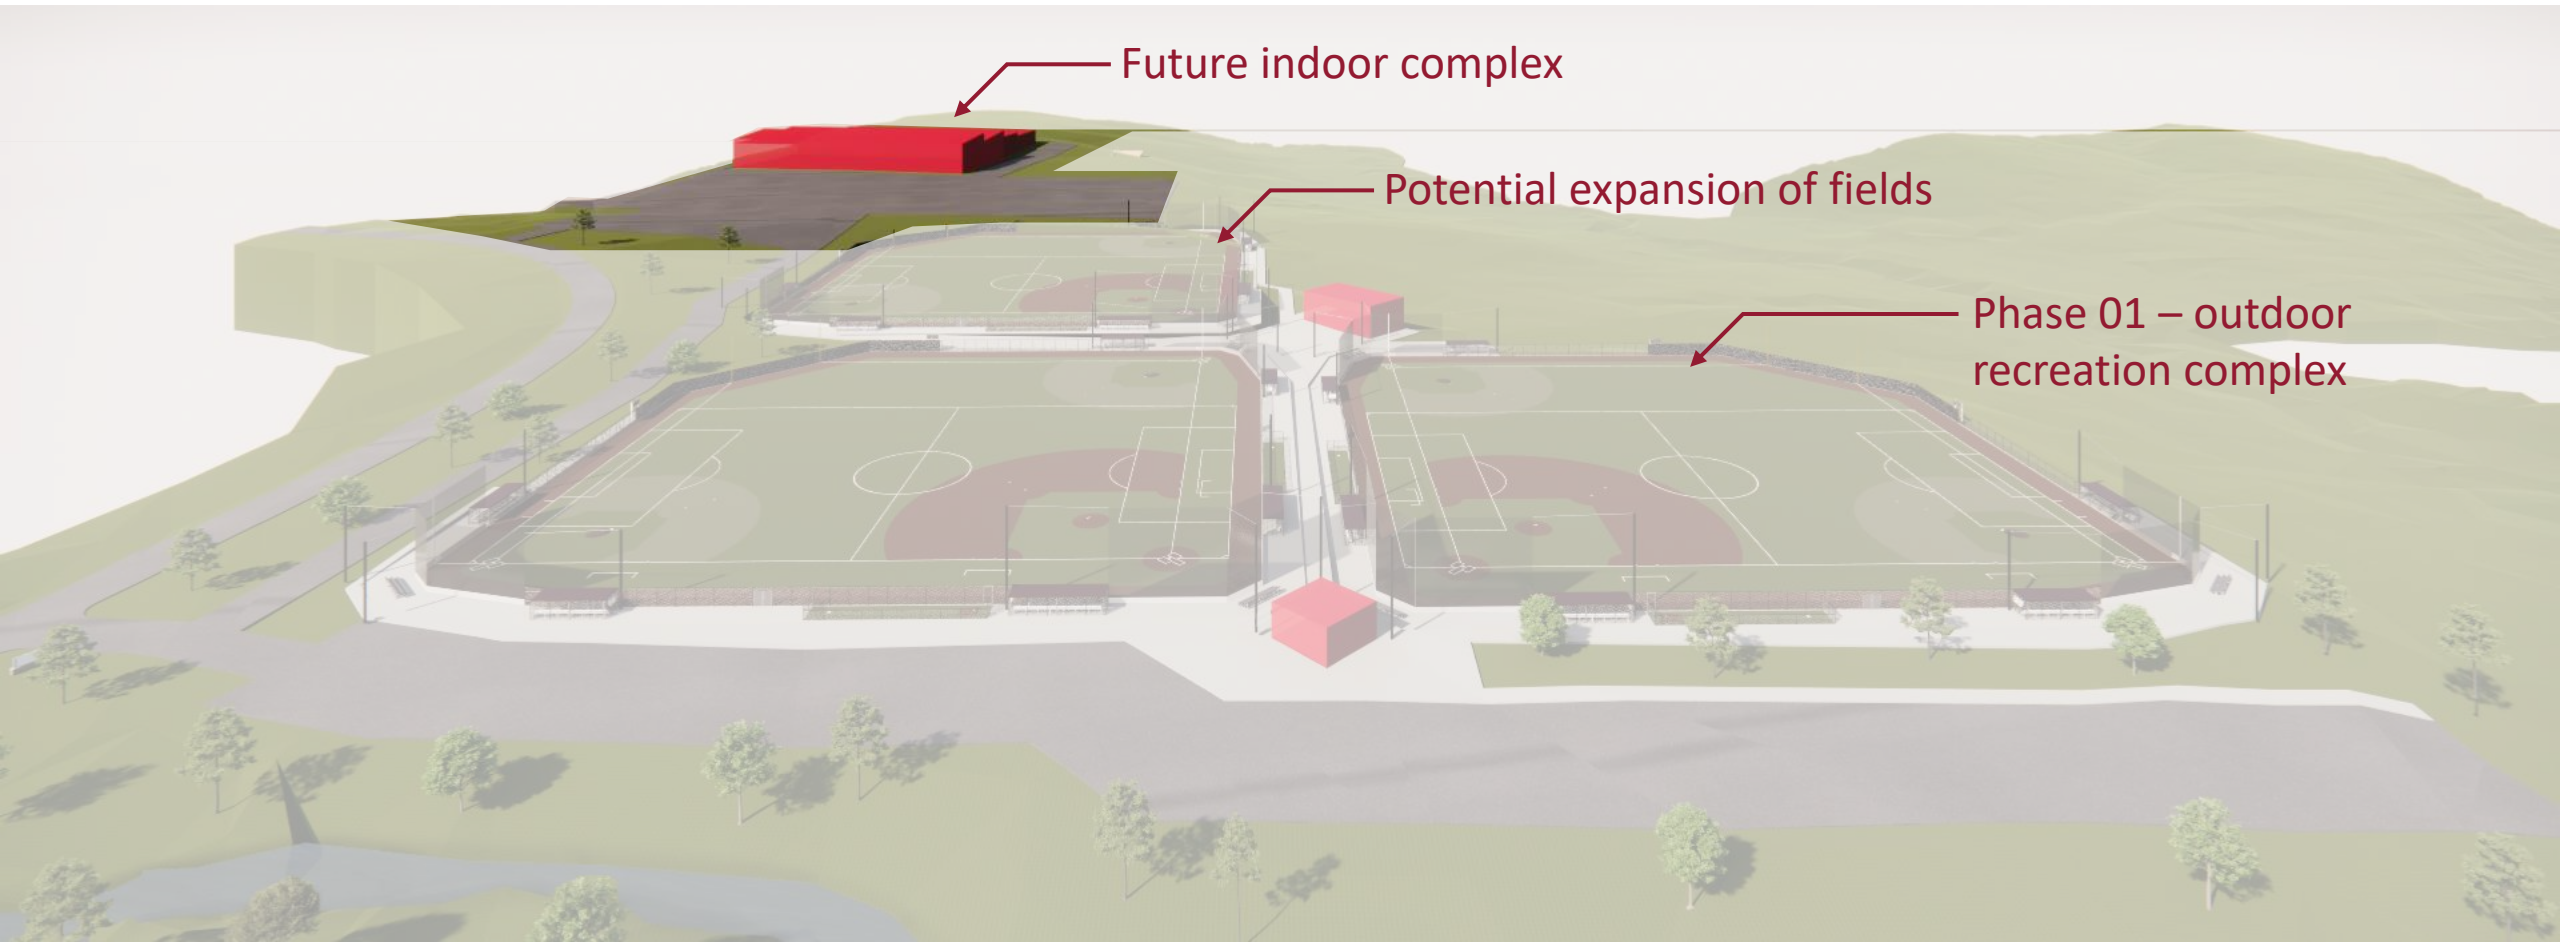 Future indoor complex
Potential expansion of fields
Phase 01 – outdoor
recreation complex